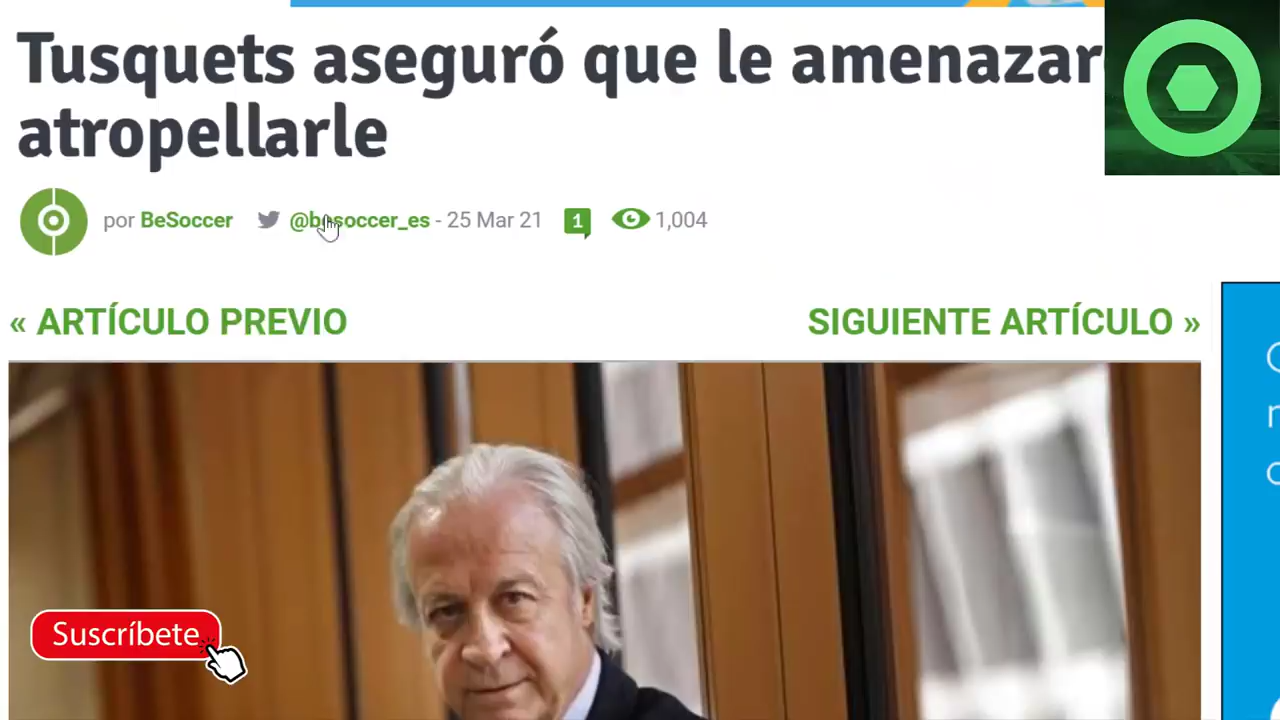 Tusquets aseguró que le amenazar
atropellarle
por BeSoccer @besoccer_es - 25 Mar 21 1 1,004
« ARTÍCULO PREVIO SIGUIENTE ARTÍCULO »
Suscríbete